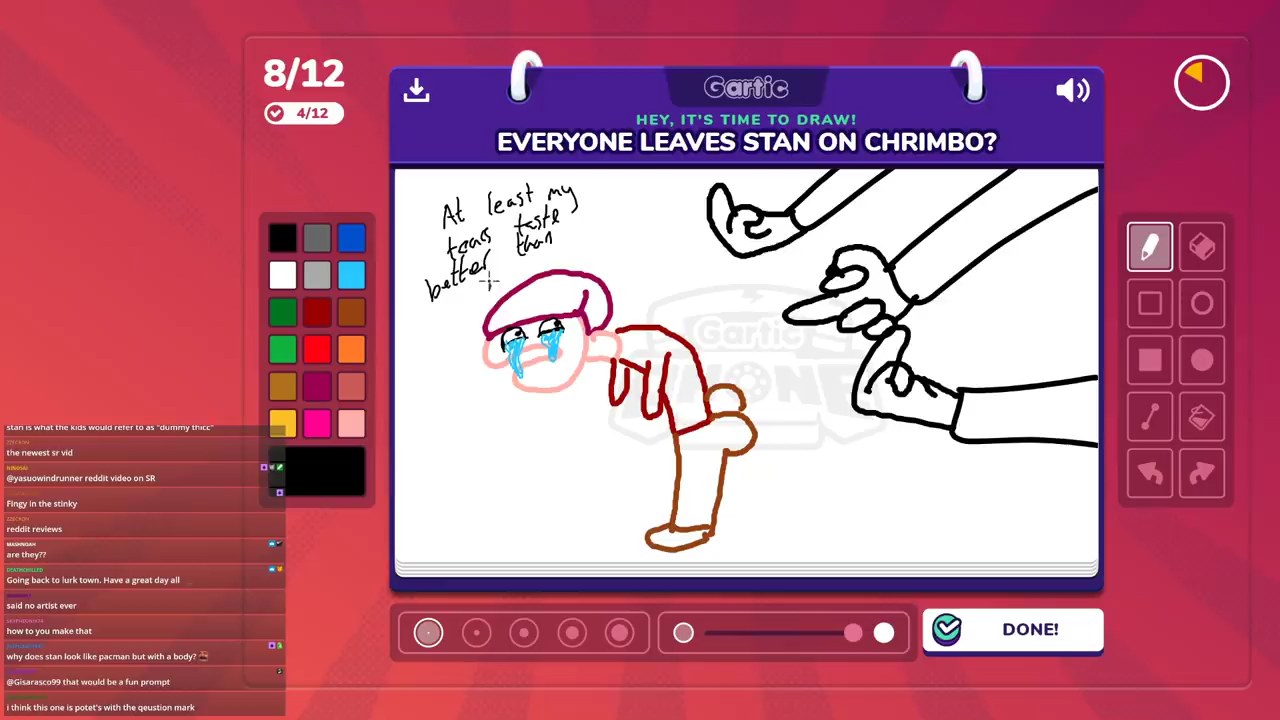 8/12
4/12
Gartic
HEY, IT'S TIME TO DRAW!
EVERYONE LEAVES STAN ON CHRIMBO?
At least my
tears taste
better than
Gartic
PHONE
stan is what the kids would refer to as "dummy thicc"
the newest sr vid
@yasuowindrunner reddit video on SR
Fingy in the stinky
reddit reviews
MASHNOAH
are they??
DEATHCHILLED
Going back to lurk town. Have a great day all
said no artist ever
how to you make that
why does stan look like pacman but with a body?
@Gisarasco99 that would be a fun prompt
i think this one is potet's with the qeustion mark
DONE!